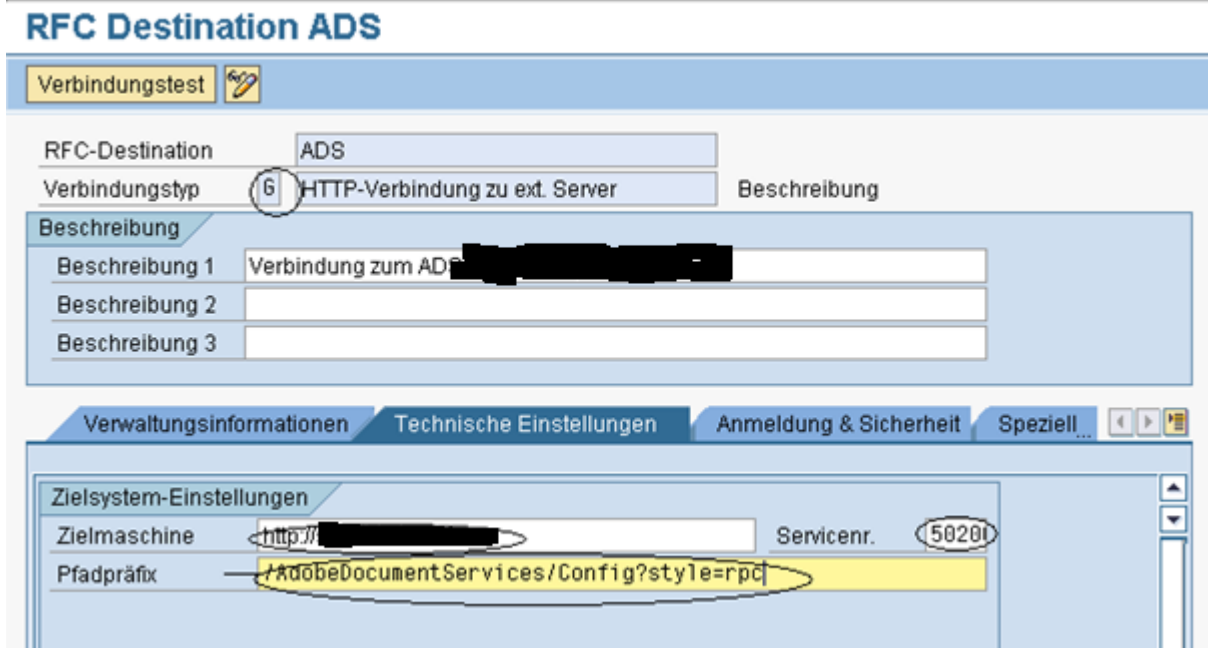 RFC Destination ADS
Verbindungstest
RFC-Destination ADS
Verbindungstyp G HTTP-Verbindung zu ext. Server Beschreibung
Beschreibung
Beschreibung 1 Verbindung zum ADS
Beschreibung 2
Beschreibung 3
Verwaltungsinformationen Technische Einstellungen Anmeldung & Sicherheit Speziell...
Zielsystem-Einstellungen
Zielmaschine http:// Servicenr. 50200
Pfadpräfix /AdobeDocumentServices/Config?style=rpc